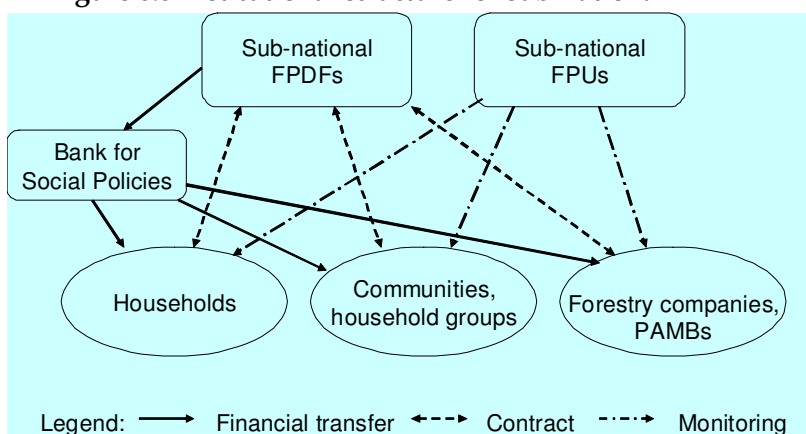 Sub-national
FPDFs
Sub-national
FPUs
Bank for
Social Policies
Households
Communities,
household groups
Forestry companies,
PAMBs
Legend: Financial transfer Contract Monitoring